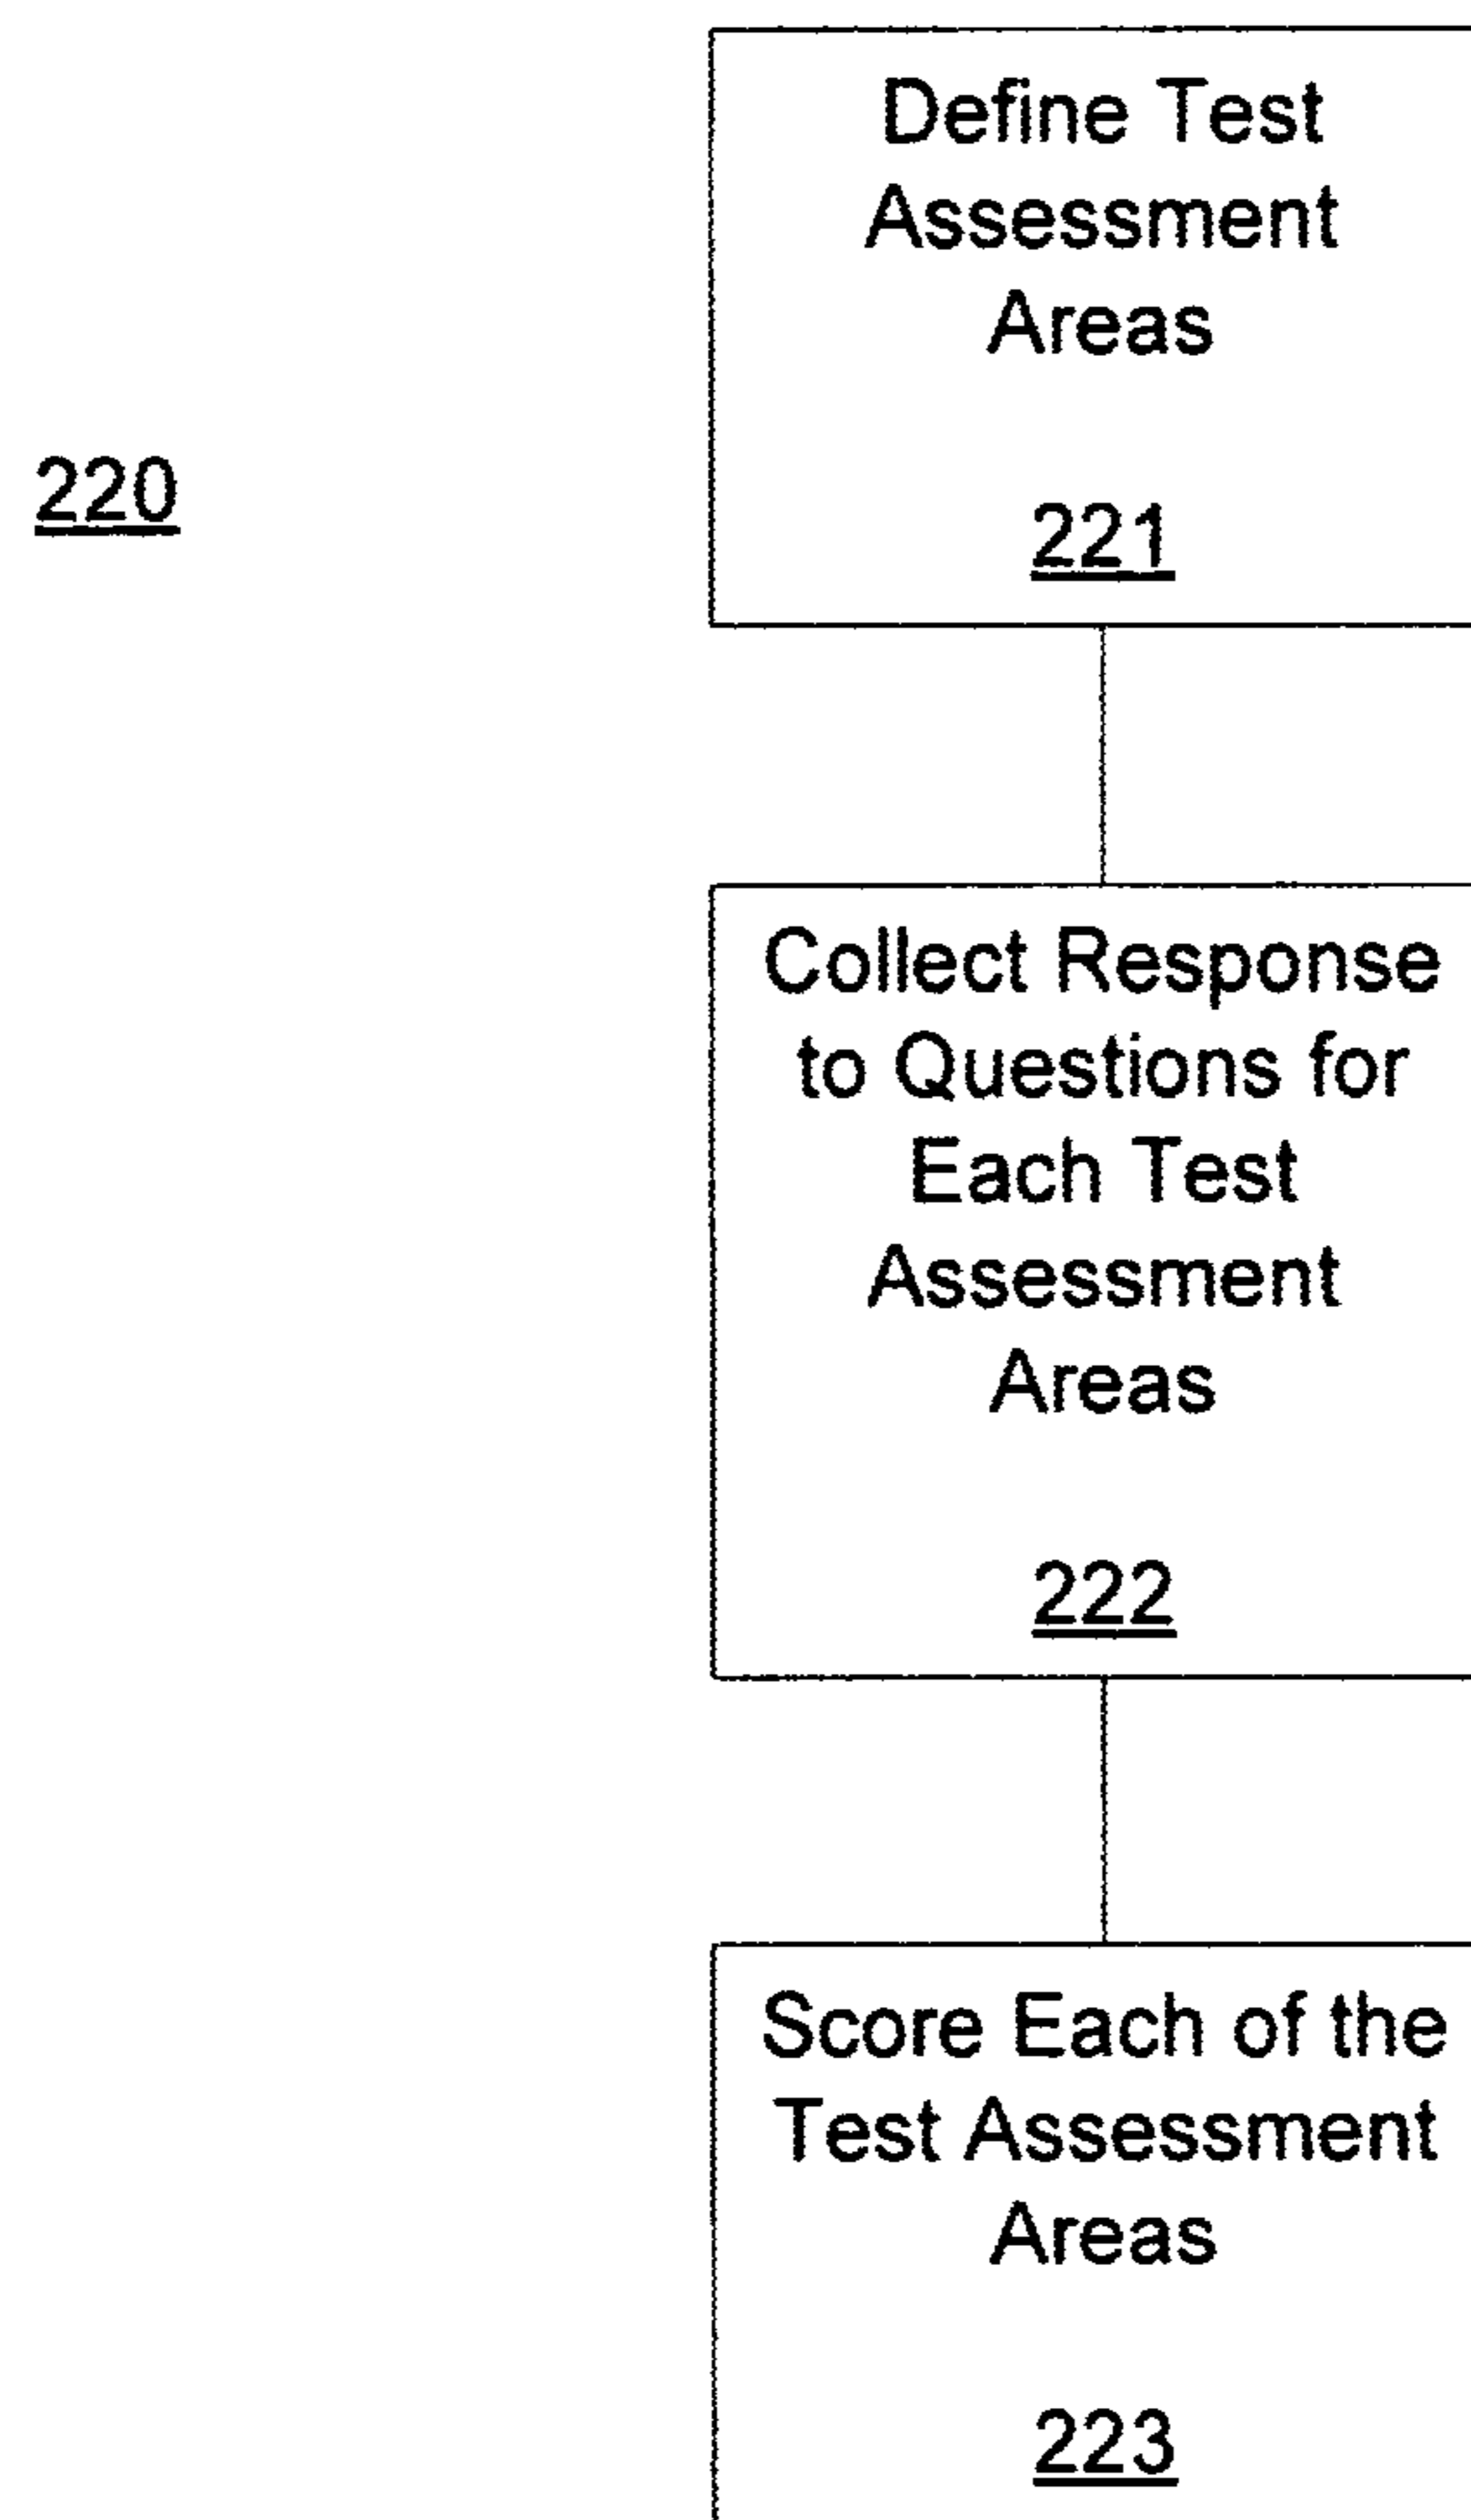 Define Test
Assessment
Areas
220
221
Collect Response
to Questions for
Each Test
Assessment
Areas
222
Score Each of the
Test Assessment
Areas
223